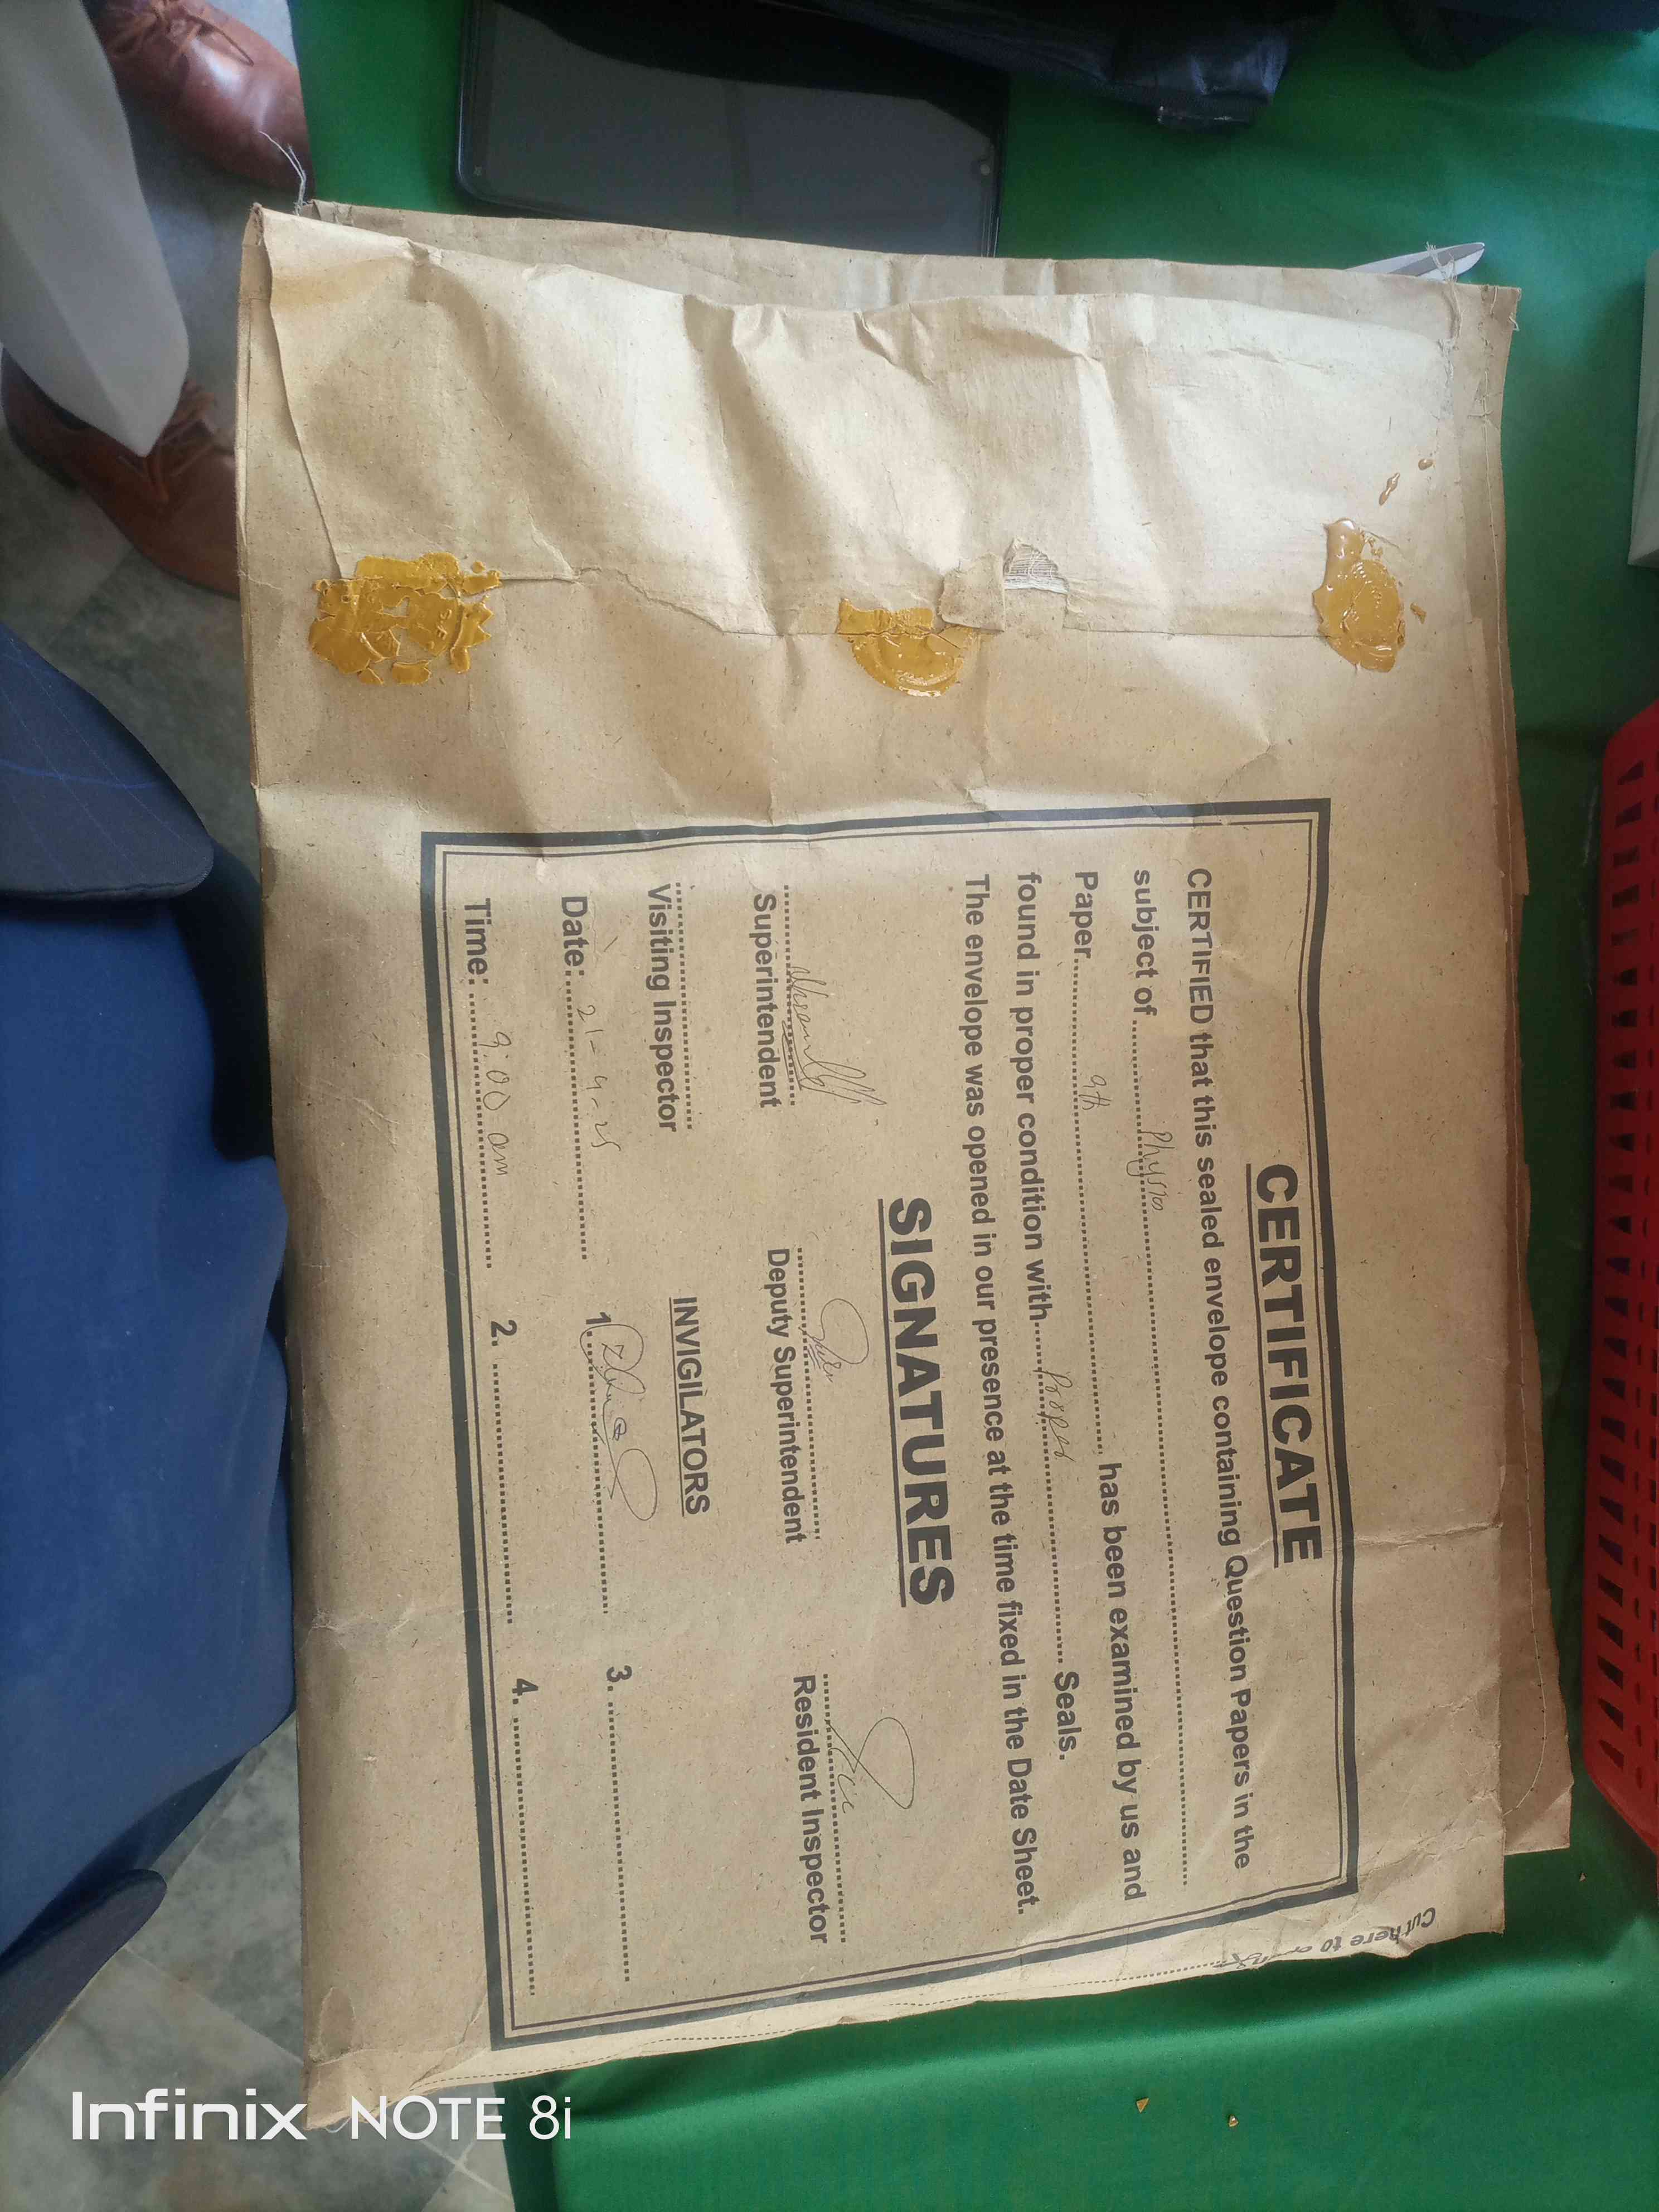 CERTIFICATE
CERTIFIED that this sealed envelope containing Question Papers in the
subject of ........ Physio ........
Paper........ 9th ........ has been examined by us and
found in proper condition with........ Proper ........ Seals.
The envelope was opened in our presence at the time fixed in the Date Sheet.
SIGNATURES
Superintendent Deputy Superintendent Resident Inspector
Visiting Inspector
INVIGILATORS
Date: 21-4-25 1. 3.
Time: 9:00 am 2. 4.
Cut here to
Infinix NOTE 8i